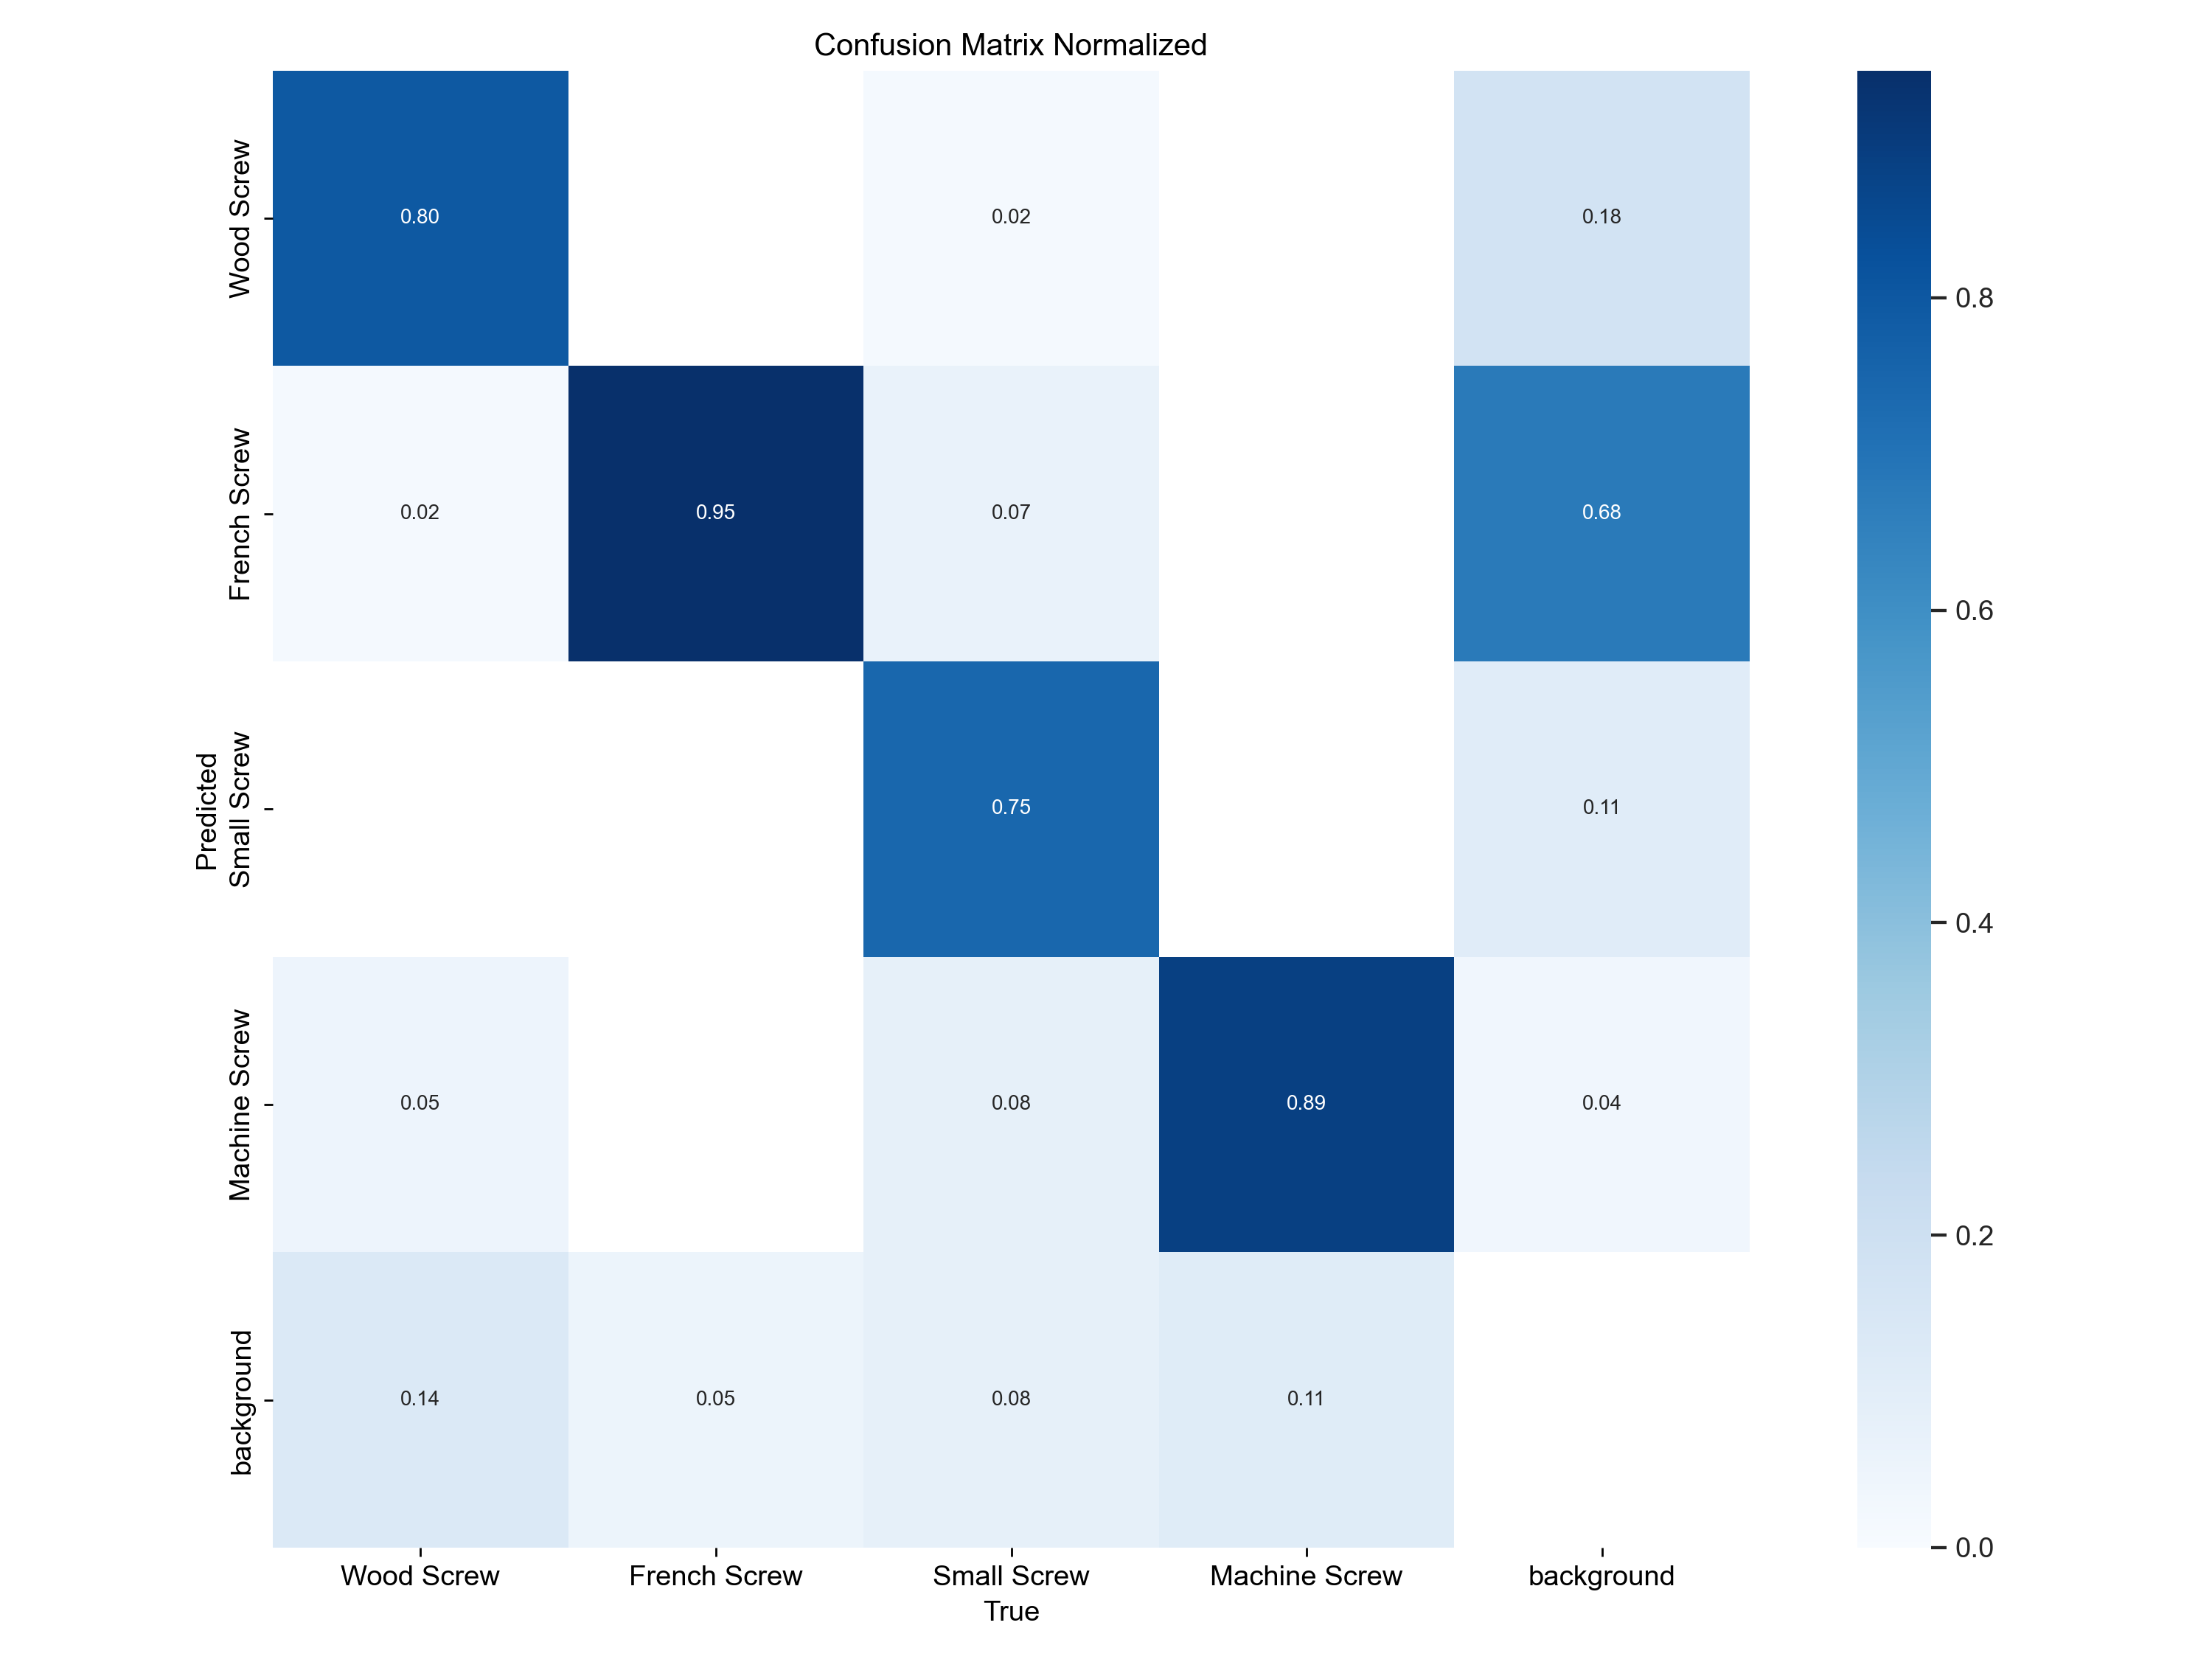 Confusion Matrix Normalized
Wood Screw
0.80
0.02
0.18
0.8
French Screw
0.02
0.95
0.07
0.68
0.6
Predicted
Small Screw
0.75
0.11
0.4
Machine Screw
0.05
0.08
0.89
0.04
0.2
background
0.14
0.05
0.08
0.11
0.0
Wood Screw
French Screw
Small Screw
Machine Screw
background
True